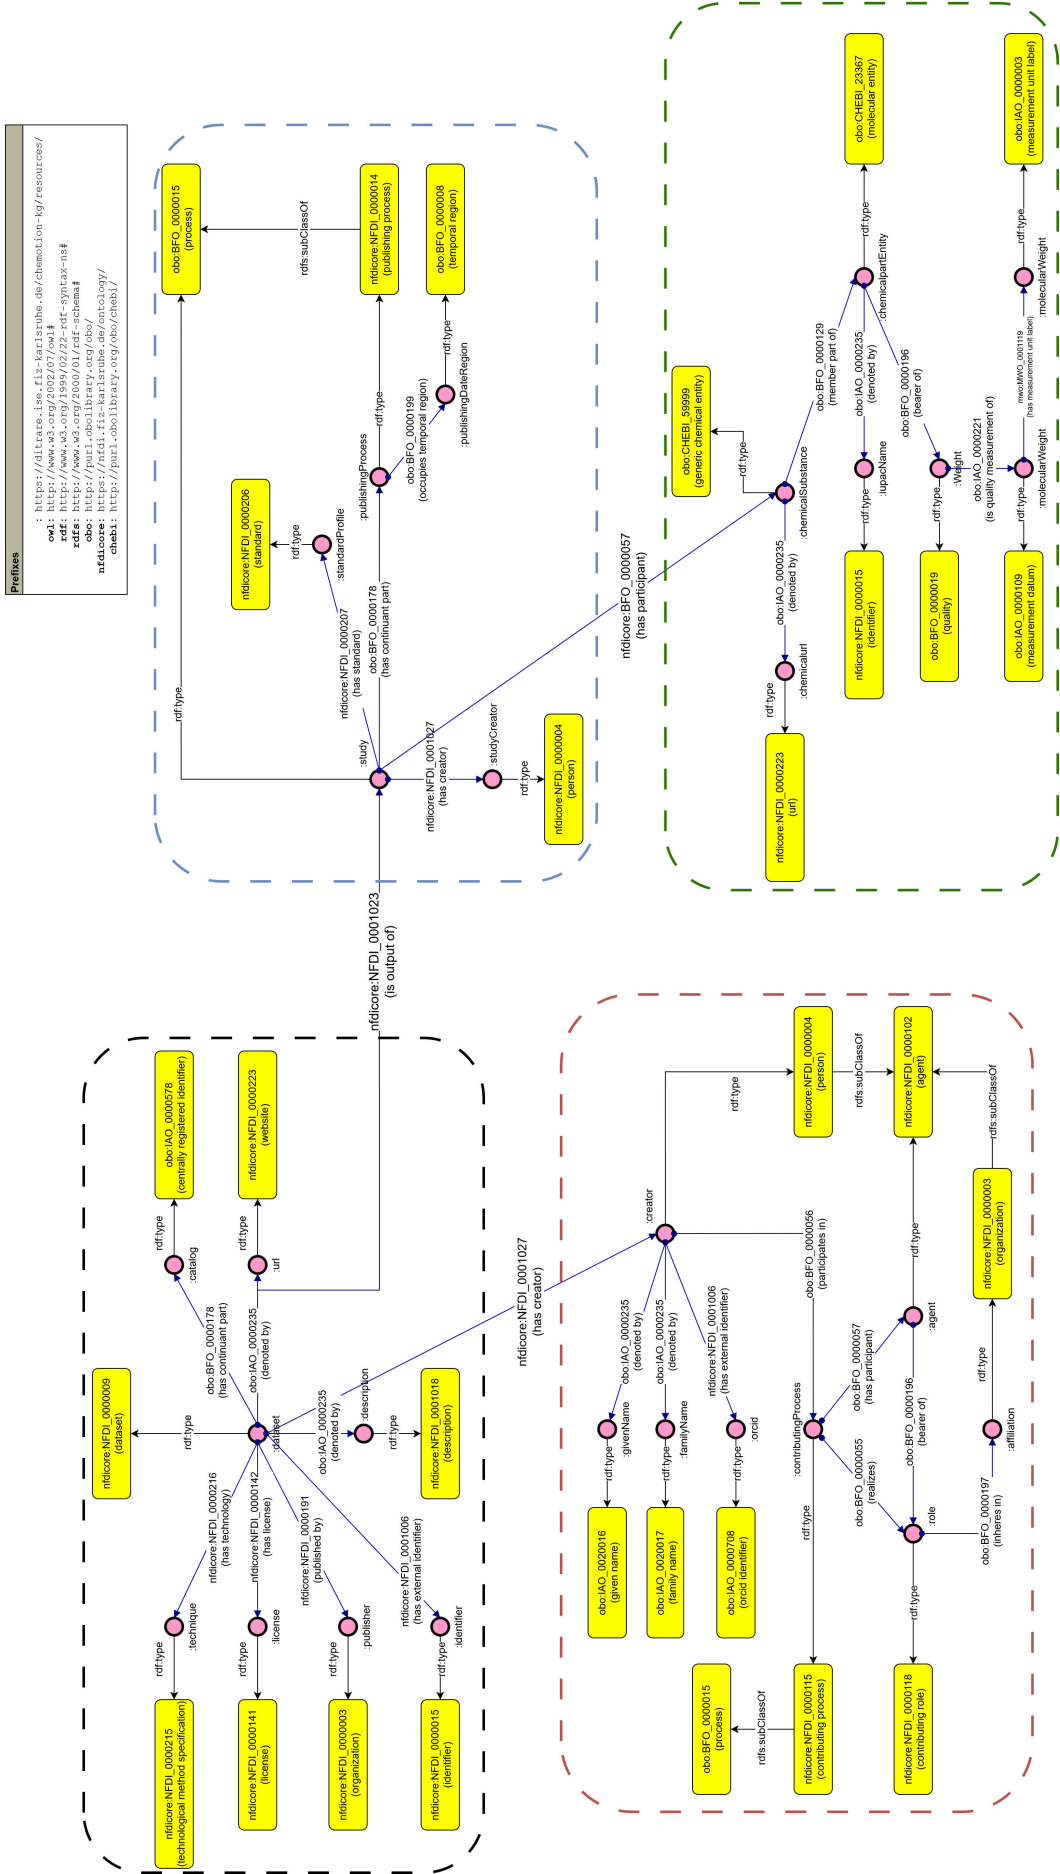 Prefixes
: https://ditrare.ise.fiz-karlsruhe.de/chemotion-kg/resources/
owl: http://www.w3.org/2002/07/owl#
rdf: http://www.w3.org/1999/02/22-rdf-syntax-ns#
rdfs: http://www.w3.org/2000/01/rdf-schema#
obo: http://purl.obolibrary.org/obo/
nfdicore: https://nfdi.fiz-karlsruhe.de/ontology/
chebi: http://purl.obolibrary.org/obo/chebi/
nfdicore:NFDI_0000215
(technological method specification)
rdf:type
:technique
nfdicore:NFDI_0000216
(has technology)
nfdicore:NFDI_0000141
(license)
rdf:type
:license
nfdicore:NFDI_0000142
(has license)
nfdicore:NFDI_0000003
(organization)
rdf:type
:publisher
nfdicore:NFDI_0000191
(published by)
nfdicore:NFDI_0000015
(identifier)
rdf:type
:identifier
nfdicore:NFDI_0001006
(has external identifier)
nfdicore:NFDI_0000009
(dataset)
rdf:type
:dataset
obo:IAO_0000235
(denoted by)
:description
rdf:type
nfdicore:NFDI_0001018
(description)
obo:BFO_0000178
(has continuant part)
:catalog
rdf:type
obo:IAO_0000578
(centrally registered identifier)
obo:IAO_0000235
(denoted by)
:url
rdf:type
nfdicore:NFDI_0000223
(website)
nfdicore:NFDI_0001023
(is output of)
nfdicore:NFDI_0001027
(has creator)
:study
rdf:type
obo:BFO_0000015
(process)
nfdicore:NFDI_0000207
(has standard)
:standardProfile
rdf:type
nfdicore:NFDI_0000206
(standard)
obo:BFO_0000178
(has continuant part)
:publishingProcess
rdf:type
nfdicore:NFDI_0000014
(publishing process)
rdfs:subClassOf
obo:BFO_0000199
(occupies temporal region)
:publishingDateRegion
rdf:type
obo:BFO_0000008
(temporal region)
nfdicore:NFDI_0001027
(has creator)
:studyCreator
rdf:type
nfdicore:NFDI_0000004
(person)
nfdicore:BFO_0000057
(has participant)
:creator
rdf:type
nfdicore:NFDI_0000004
(person)
rdfs:subClassOf
nfdicore:NFDI_0000102
(agent)
obo:IAO_0000235
(denoted by)
:givenName
rdf:type
obo:IAO_0020016
(given name)
obo:IAO_0000235
(denoted by)
:familyName
rdf:type
obo:IAO_0020017
(family name)
nfdicore:NFDI_0001006
(has external identifier)
:orcid
rdf:type
obo:IAO_0000708
(orcid identifier)
obo:BFO_0000056
(participates in)
:contributingProcess
rdf:type
nfdicore:NFDI_0000115
(contributing process)
rdfs:subClassOf
obo:BFO_0000015
(process)
obo:BFO_0000057
(has participant)
:agent
rdf:type
obo:BFO_0000055
(realizes)
obo:BFO_0000196
(bearer of)
:role
rdf:type
nfdicore:NFDI_0000118
(contributing role)
obo:BFO_0000197
(inheres in)
:affiliation
rdf:type
nfdicore:NFDI_0000003
(organization)
rdfs:subClassOf
obo:CHEBI_59999
(generic chemical entity)
rdf:type
:chemicalSubstance
obo:IAO_0000235
(denoted by)
:chemicalurl
rdf:type
nfdicore:NFDI_0000223
(url)
obo:BFO_0000129
(member part of)
:chemicalpartEntity
rdf:type
obo:CHEBI_23367
(molecular entity)
obo:IAO_0000235
(denoted by)
:iupacName
rdf:type
nfdicore:NFDI_0000015
(identifier)
obo:BFO_0000196
(bearer of)
:Weight
rdf:type
obo:BFO_0000019
(quality)
obo:IAO_0000221
(is quality measurement of)
:molecularWeight
rdf:type
obo:IAO_0000109
(measurement datum)
mwo:MWO_0001119
(has measurement unit label)
:molecularWeight
rdf:type
obo:IAO_0000003
(measurement unit label)